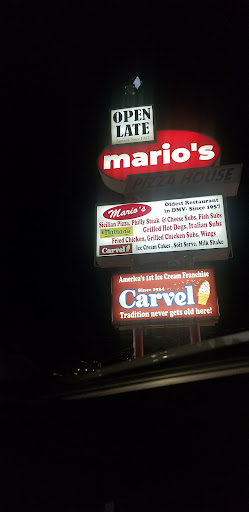 OPEN
LATE
mario's
PIZZA HOUSE
Mario's
Oldest Restaurant
in DMV- Since 1957
Sicilian Pizza, Philly Steak & Cheese Subs, Fish Subs
Grilled Hot Dogs, Italian Subs
Fried Chicken, Grilled Chicken Subs, Wings
Carvel Ice Cream Cakes - Soft Serve, Milk Shake
America's 1st Ice Cream Franchise
Since 1934
Carvel
Tradition never gets old here!